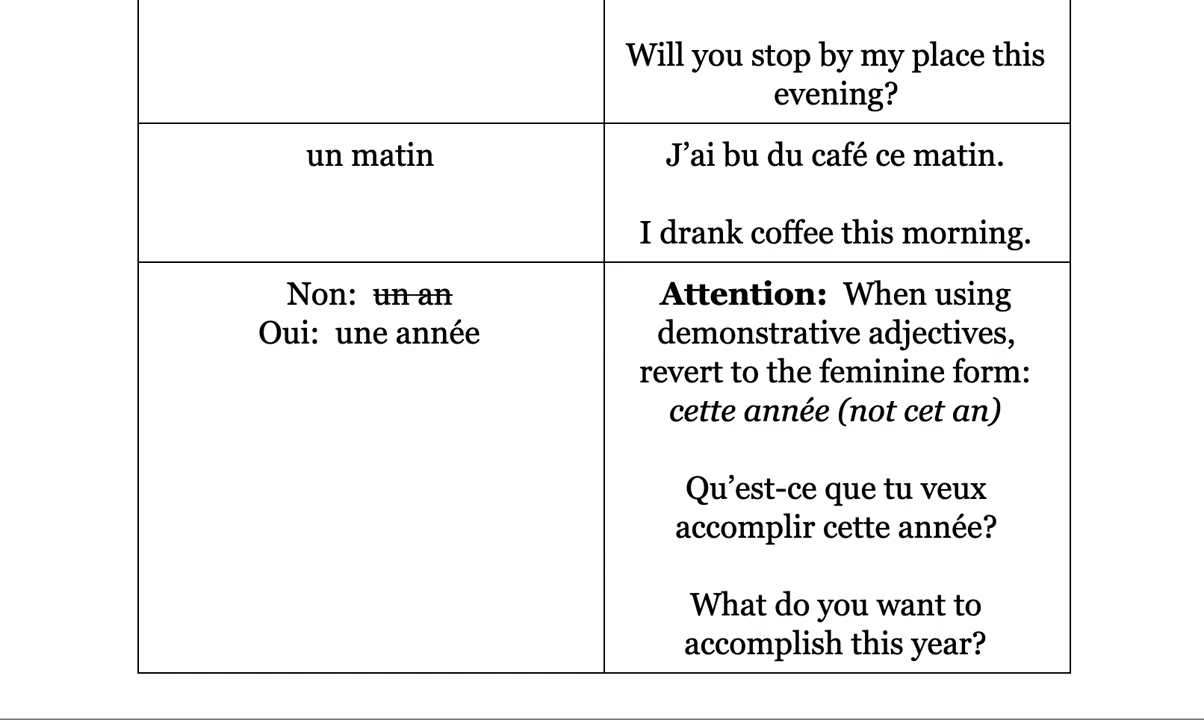 Will you stop by my place this
evening?
un matin
J’ai bu du café ce matin.
I drank coffee this morning.
Non: un an
Oui: une année
Attention: When using
demonstrative adjectives,
revert to the feminine form:
cette année (not cet an)
Qu’est-ce que tu veux
accomplir cette année?
What do you want to
accomplish this year?